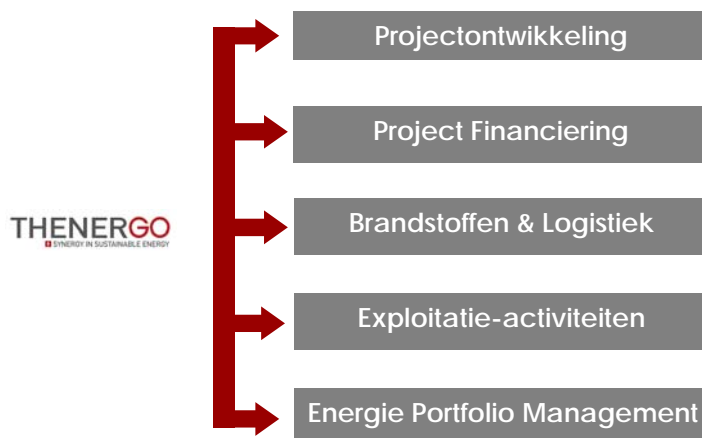 Projectontwikkeling
Project Financiering
Brandstoffen & Logistiek
THENERGO
SYNERGY IN SUSTAINABLE ENERGY
Exploitatie-activiteiten
Energie Portfolio Management